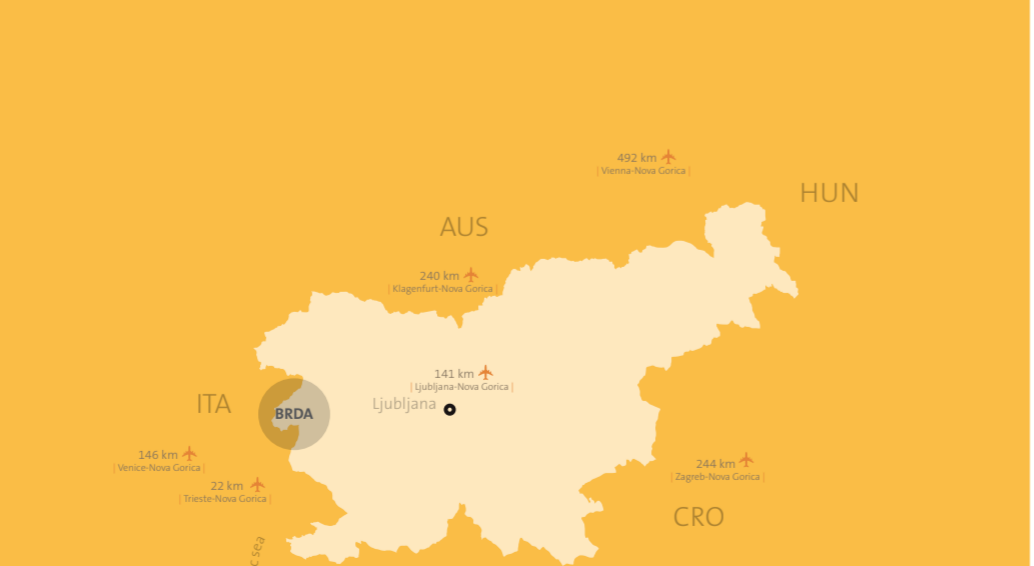 492 km
| Vienna-Nova Gorica |
HUN
AUS
240 km
| Klagenfurt-Nova Gorica |
141 km
| Ljubljana-Nova Gorica |
Ljubljana
ITA
BRDA
146 km
| Venice-Nova Gorica |
22 km
| Trieste-Nova Gorica |
244 km
| Zagreb-Nova Gorica |
CRO
sea